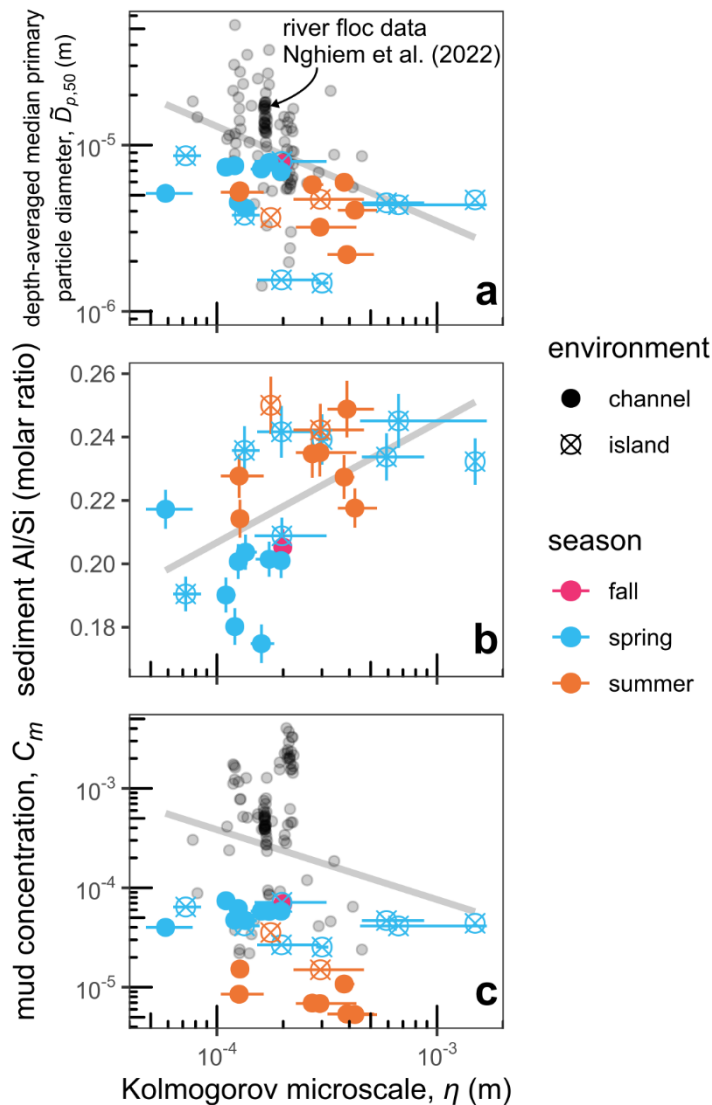 river floc data
Nghiem et al. (2022)
depth-averaged median primary
particle diameter, D̃p,50 (m)
10⁻⁵
10⁻⁶
a
sediment Al/Si (molar ratio)
0.26
0.24
0.22
0.20
0.18
b
mud concentration, Cm
10⁻³
10⁻⁴
10⁻⁵
c
10⁻⁴ 10⁻³
Kolmogorov microscale, η (m)
environment
channel
island
season
fall
spring
summer